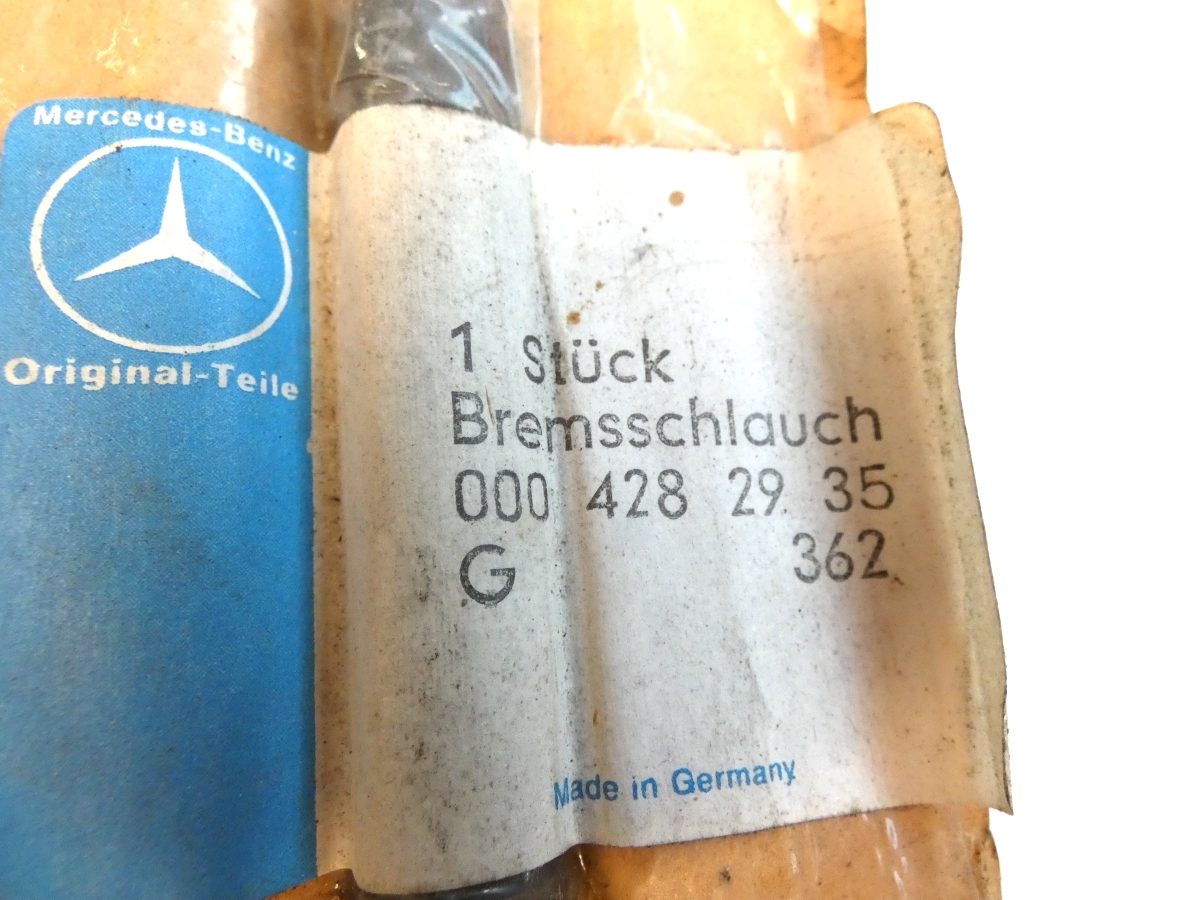 Mercedes-Benz
Original-Teile
1 Stück
Bremsschlauch
000 428 29 35
G 362
Made in Germany